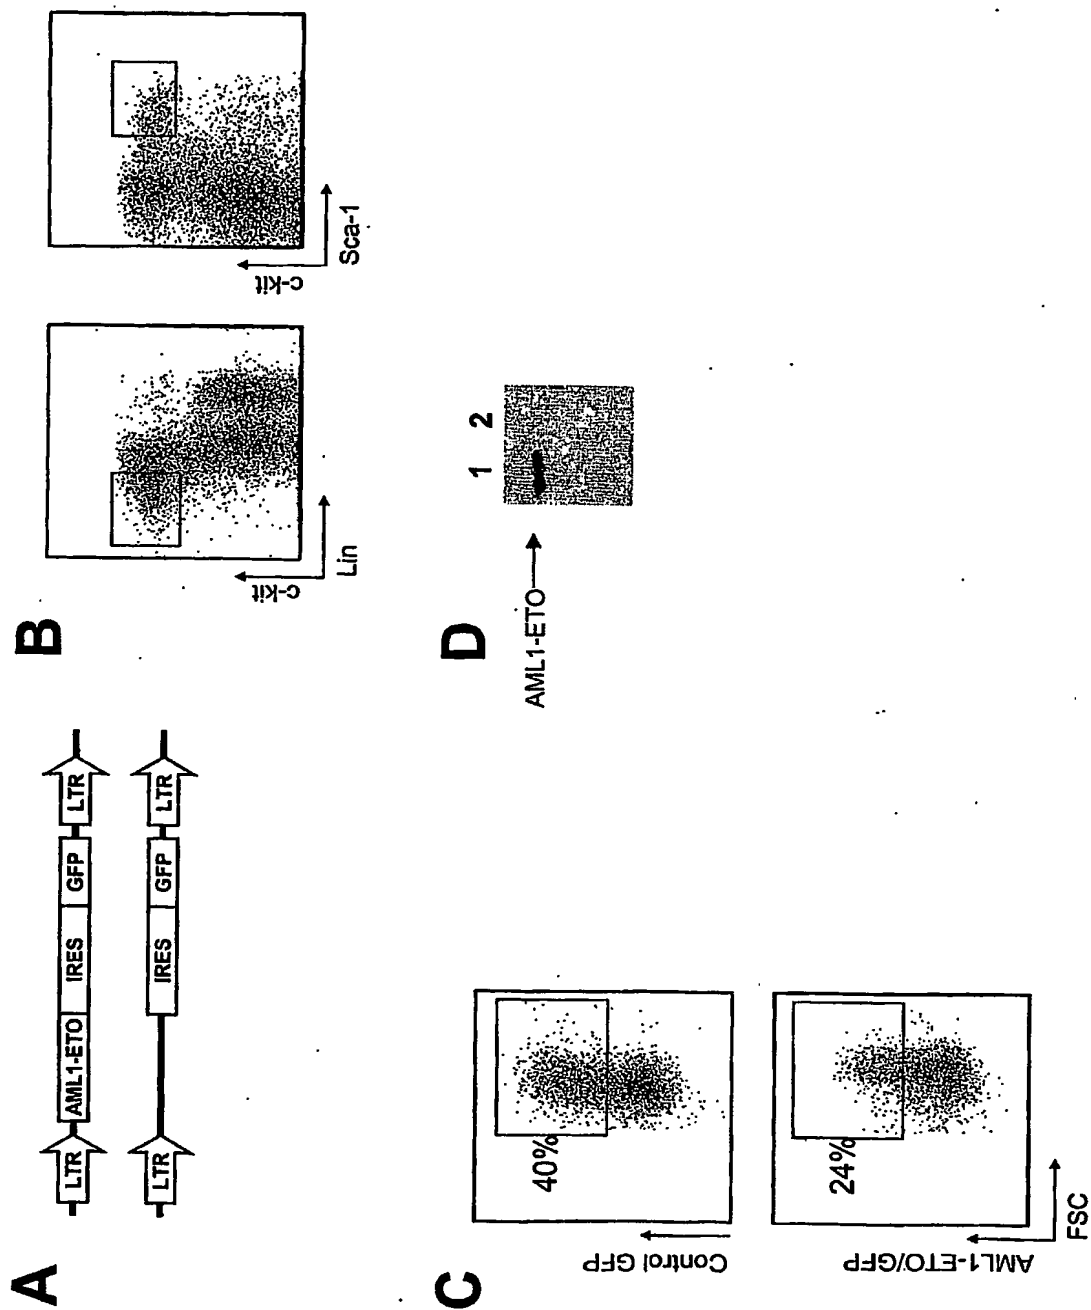 A
LTR AML1-ETO IRES GFP LTR
LTR IRES GFP LTR
B
c-kit
Lin
c-kit
Sca-1
C
40%
Control GFP
24%
AML1-ETO/GFP
FSC
D
1 2
AML1-ETO